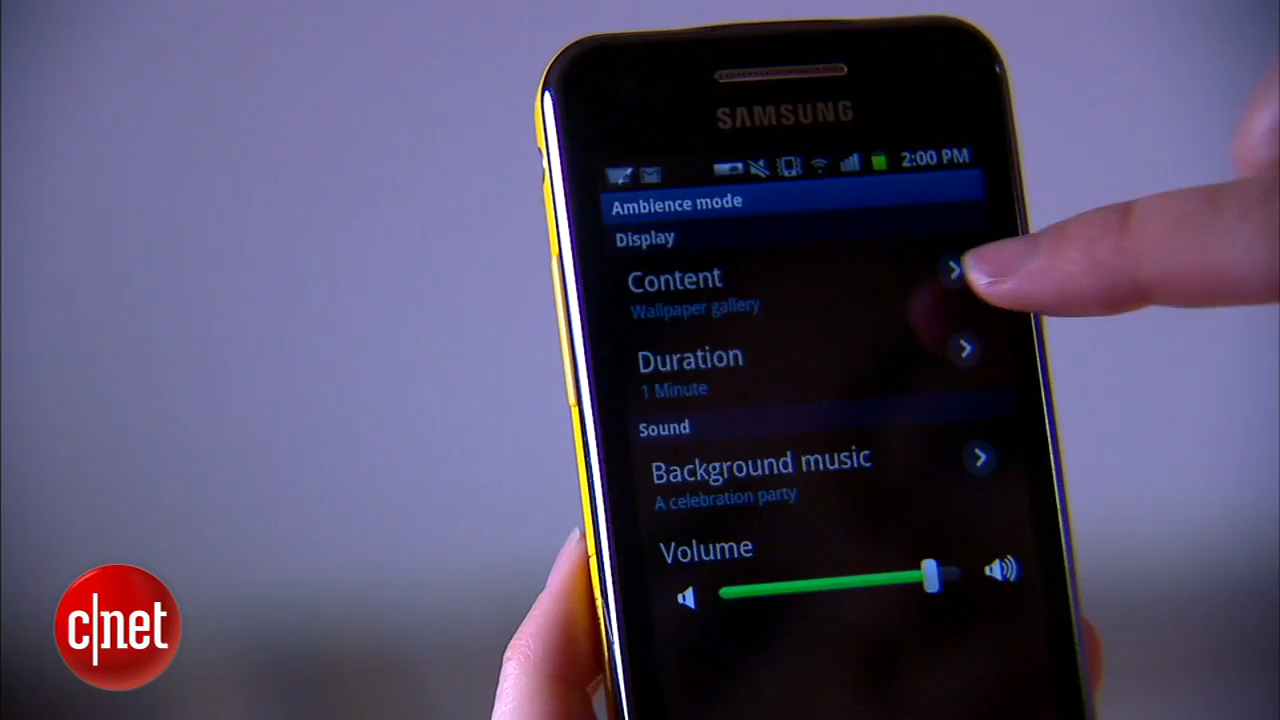 SAMSUNG
2:00 PM
Ambience mode
Display
Content
Wallpaper gallery
Duration
1 Minute
Sound
Background music
A celebration party
Volume
c|net